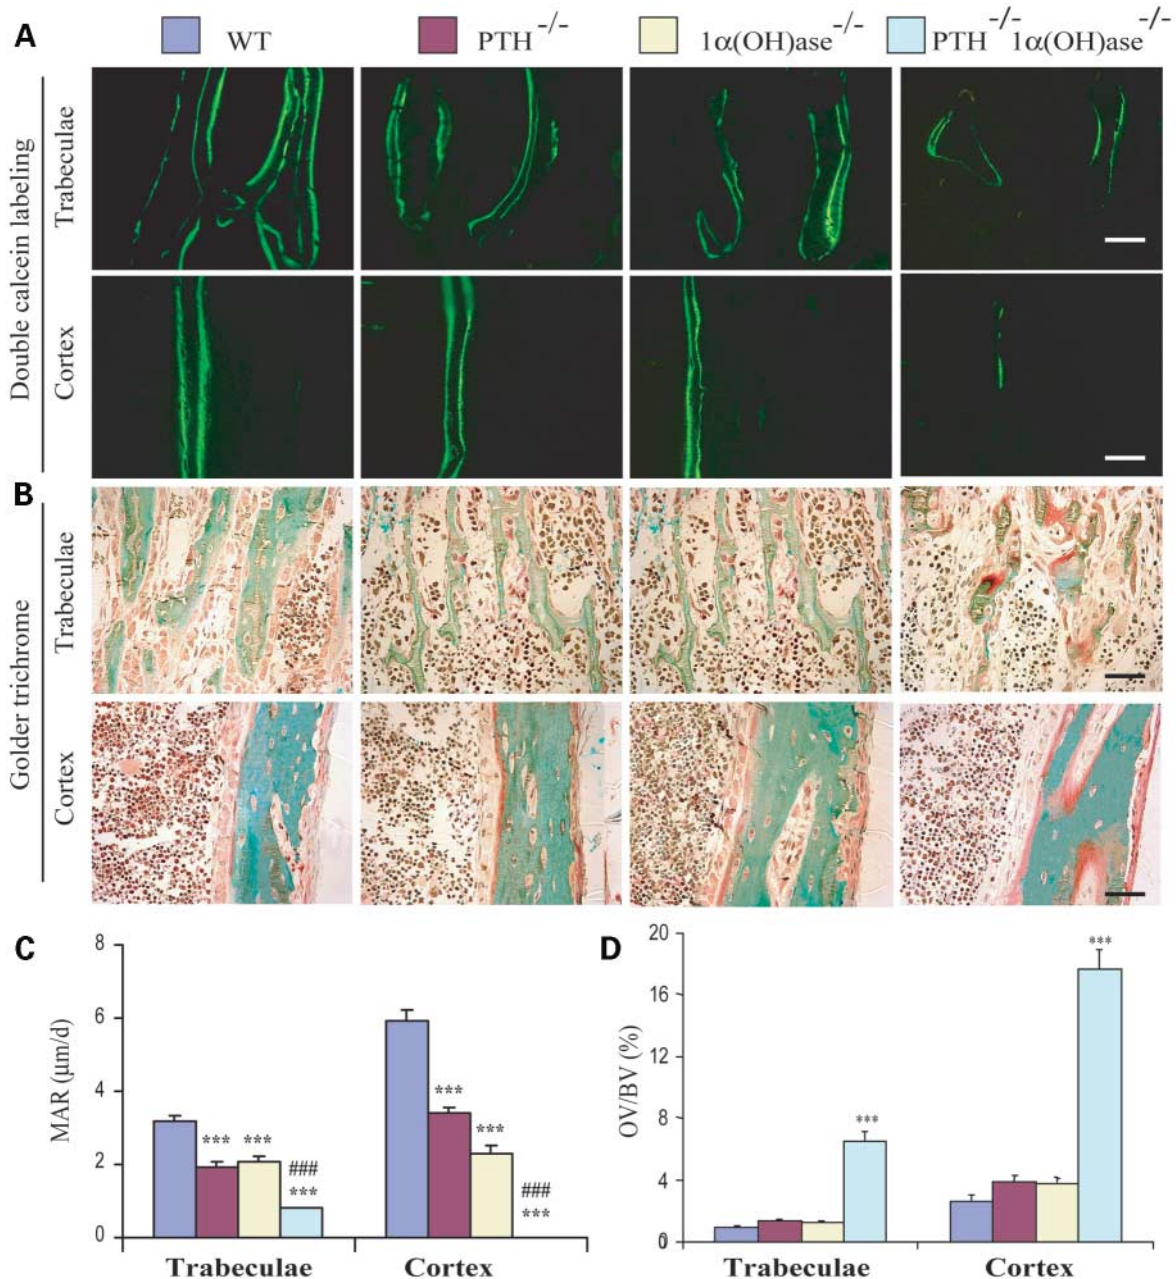 A
WT
PTH−/−
1α(OH)ase−/−
PTH−/−1α(OH)ase−/−
Double calcein labeling
Trabeculae
Cortex
B
Golder trichrome
Trabeculae
Cortex
C
MAR (μm/d)
8
6
4
2
0
***
***
###
***
***
***
###
***
Trabeculae
Cortex
D
OV/BV (%)
20
16
12
8
4
0
***
***
Trabeculae
Cortex